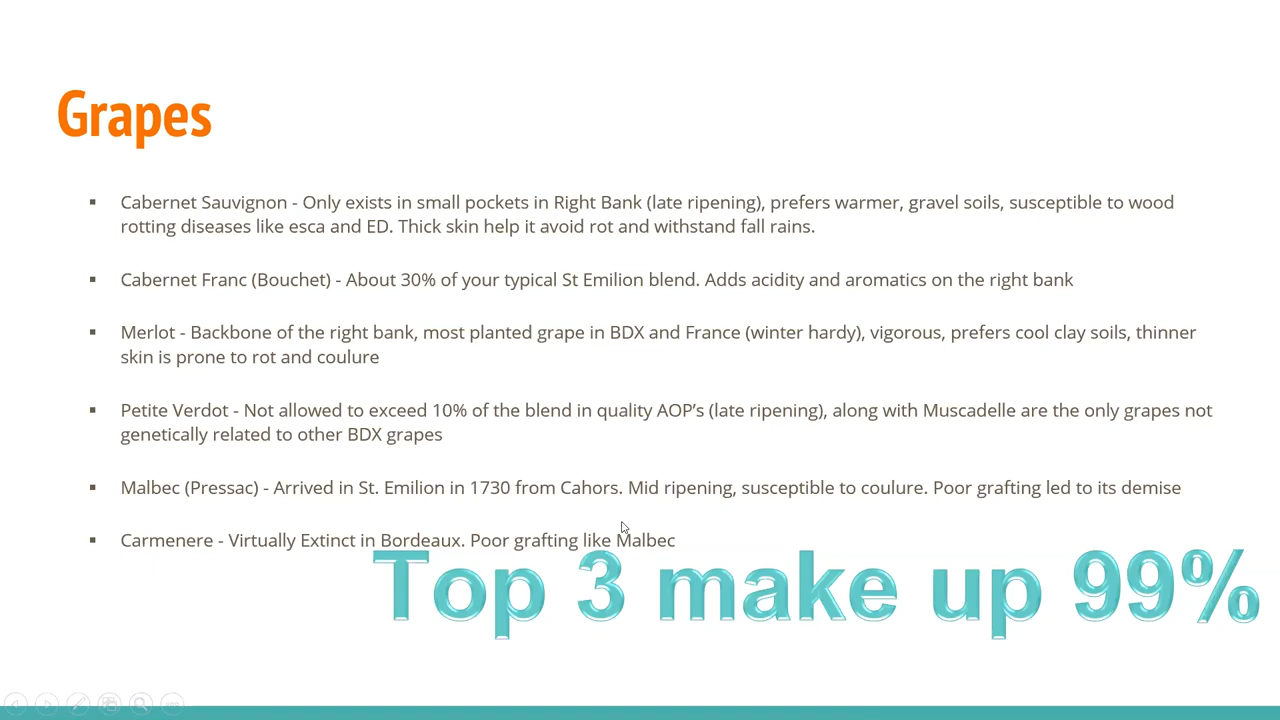 Grapes
▪ Cabernet Sauvignon - Only exists in small pockets in Right Bank (late ripening), prefers warmer, gravel soils, susceptible to wood
rotting diseases like esca and ED. Thick skin help it avoid rot and withstand fall rains.
▪ Cabernet Franc (Bouchet) - About 30% of your typical St Emilion blend. Adds acidity and aromatics on the right bank
▪ Merlot - Backbone of the right bank, most planted grape in BDX and France (winter hardy), vigorous, prefers cool clay soils, thinner
skin is prone to rot and coulure
▪ Petite Verdot - Not allowed to exceed 10% of the blend in quality AOP’s (late ripening), along with Muscadelle are the only grapes not
genetically related to other BDX grapes
▪ Malbec (Pressac) - Arrived in St. Emilion in 1730 from Cahors. Mid ripening, susceptible to coulure. Poor grafting led to its demise
▪ Carmenere - Virtually Extinct in Bordeaux. Poor grafting like Malbec
Top 3 make up 99%